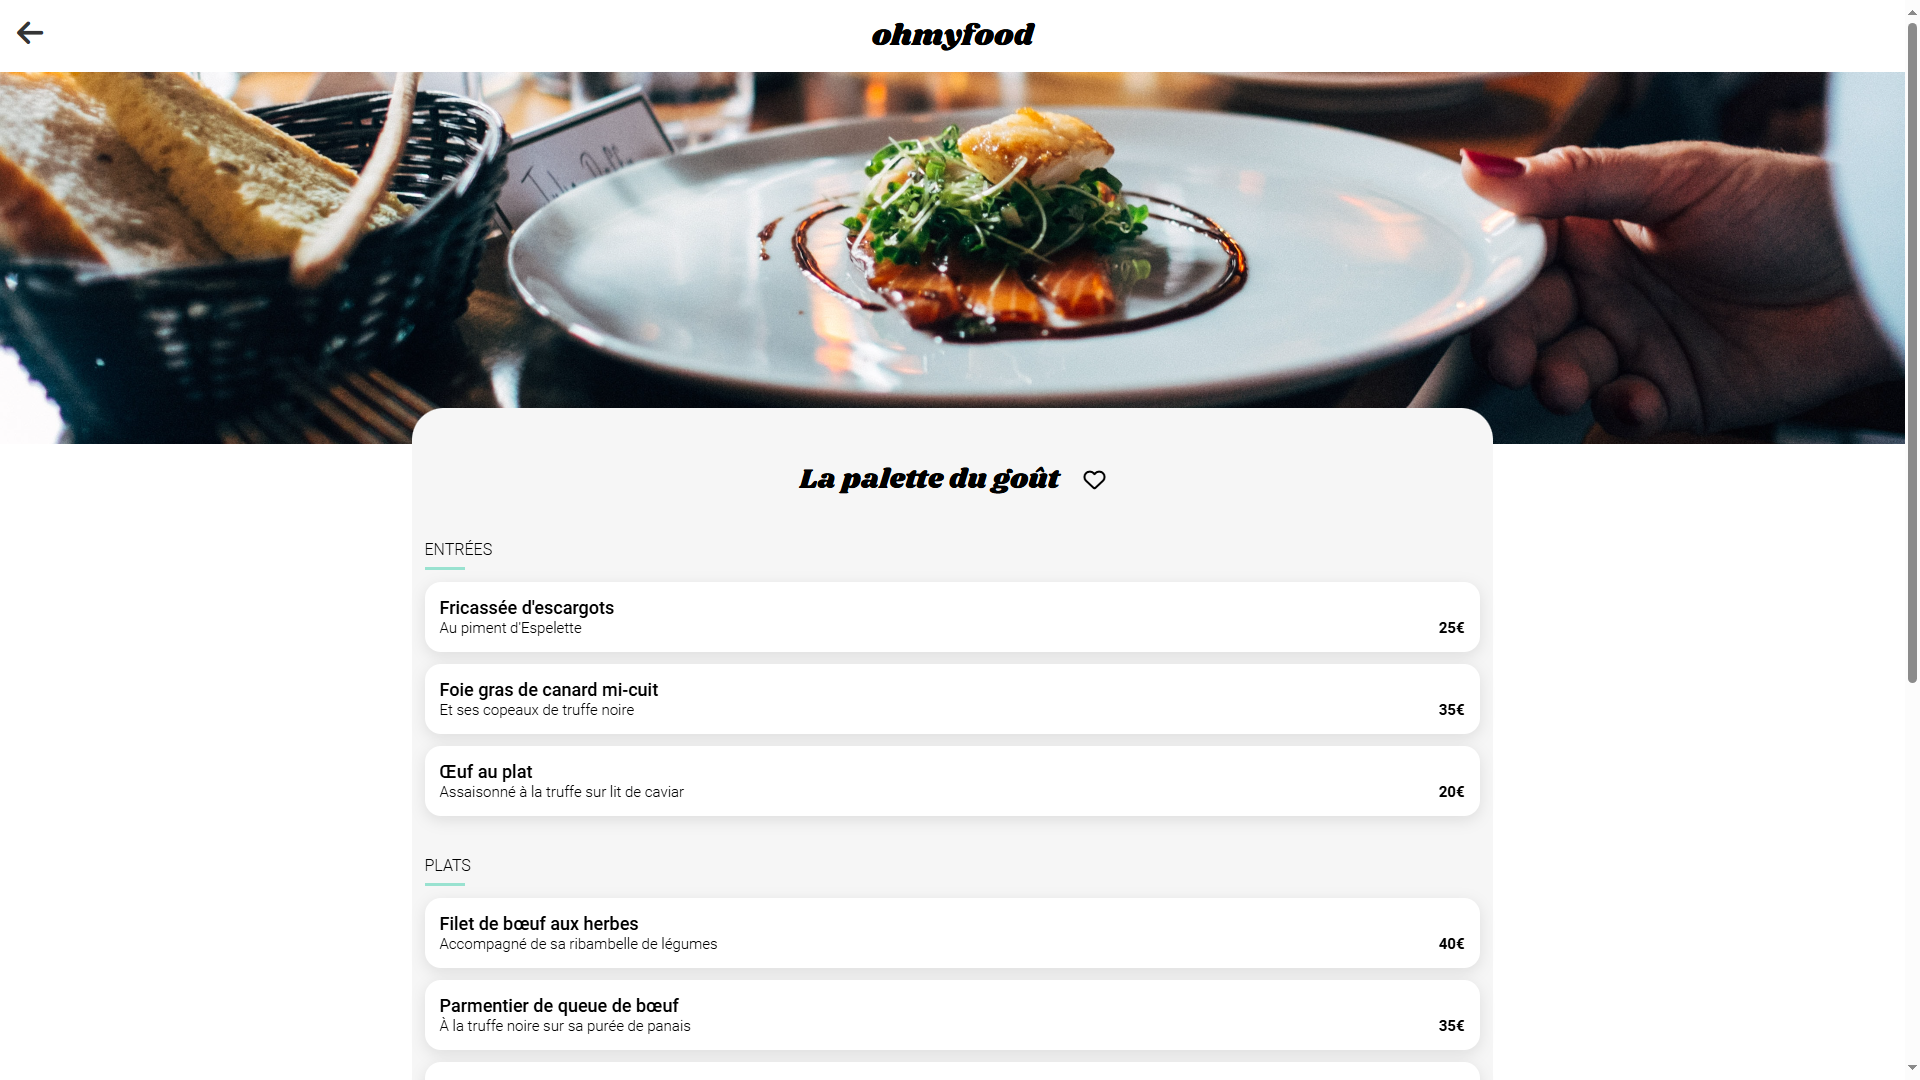 ohmyfood
La palette du goût
ENTRÉES
Fricassée d'escargots
Au piment d'Espelette
25€
Foie gras de canard mi-cuit
Et ses copeaux de truffe noire
35€
Œuf au plat
Assaisonné à la truffe sur lit de caviar
20€
PLATS
Filet de bœuf aux herbes
Accompagné de sa ribambelle de légumes
40€
Parmentier de queue de bœuf
À la truffe noire sur sa purée de panais
35€